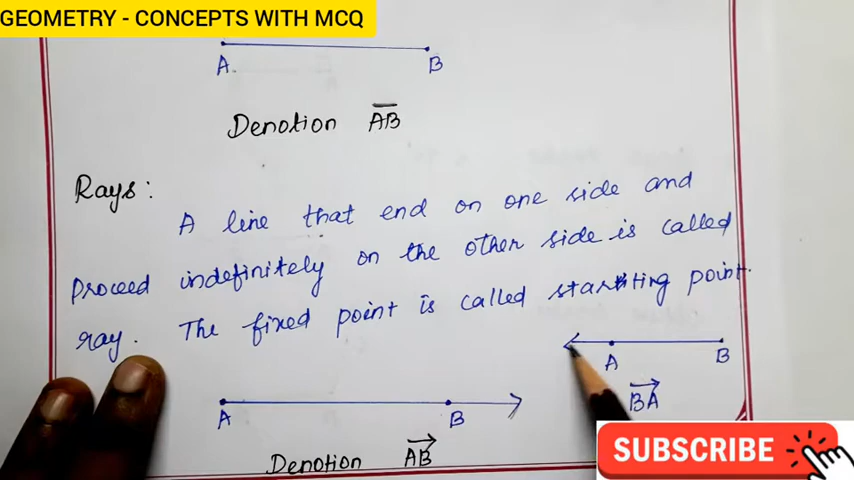 GEOMETRY - CONCEPTS WITH MCQ
A B
Denotion AB
Rays:
A line that end on one side and
proceed indefinitely on the other side is called
ray. The fixed point is called starting point.
A B
BA
A B
Denotion AB
SUBSCRIBE